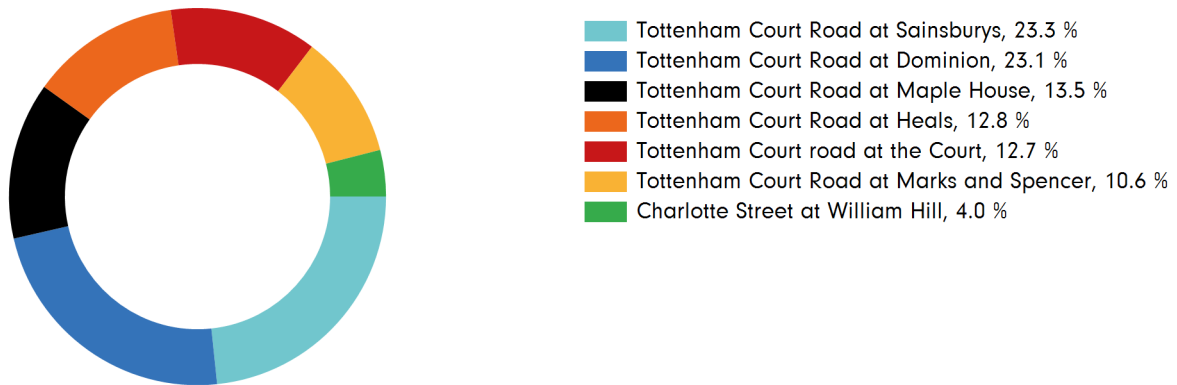 Tottenham Court Road at Sainsburys, 23.3 %
Tottenham Court Road at Dominion, 23.1 %
Tottenham Court Road at Maple House, 13.5 %
Tottenham Court Road at Heals, 12.8 %
Tottenham Court road at the Court, 12.7 %
Tottenham Court Road at Marks and Spencer, 10.6 %
Charlotte Street at William Hill, 4.0 %